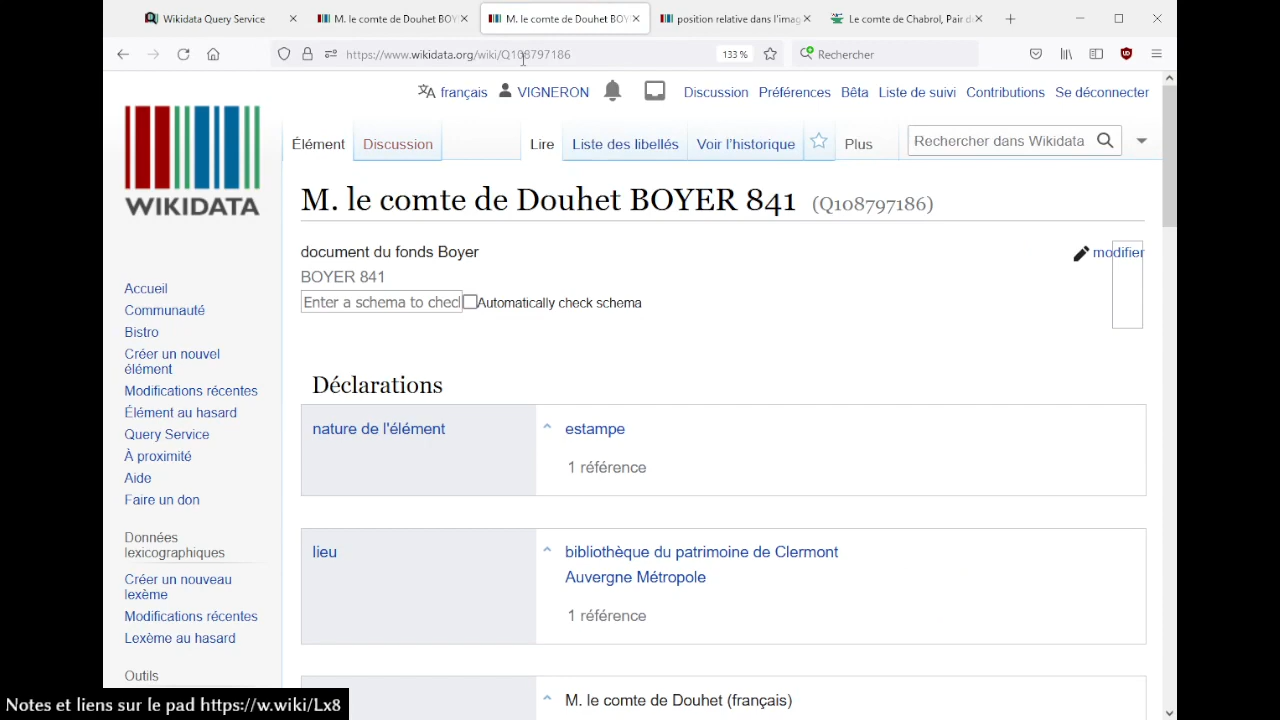 Wikidata Query Service
M. le comte de Douhet BOY
M. le comte de Douhet BOY
position relative dans l'imag
Le comte de Chabrol, Pair d
https://www.wikidata.org/wiki/Q108797186
133 %
Rechercher
français
VIGNERON
Discussion
Préférences
Bêta
Liste de suivi
Contributions
Se déconnecter
Élément
Discussion
Lire
Liste des libellés
Voir l’historique
Plus
Rechercher dans Wikidata
WIKIDATA
M. le comte de Douhet BOYER 841 (Q108797186)
document du fonds Boyer
modifier
BOYER 841
Enter a schema to checl
Automatically check schema
Accueil
Communauté
Bistro
Créer un nouvel
élément
Modifications récentes
Élément au hasard
Query Service
À proximité
Aide
Faire un don
Données
lexicographiques
Créer un nouveau
lexème
Modifications récentes
Lexème au hasard
Outils
Déclarations
nature de l'élément
estampe
1 référence
lieu
bibliothèque du patrimoine de Clermont
Auvergne Métropole
1 référence
M. le comte de Douhet (français)
Notes et liens sur le pad https://w.wiki/Lx8